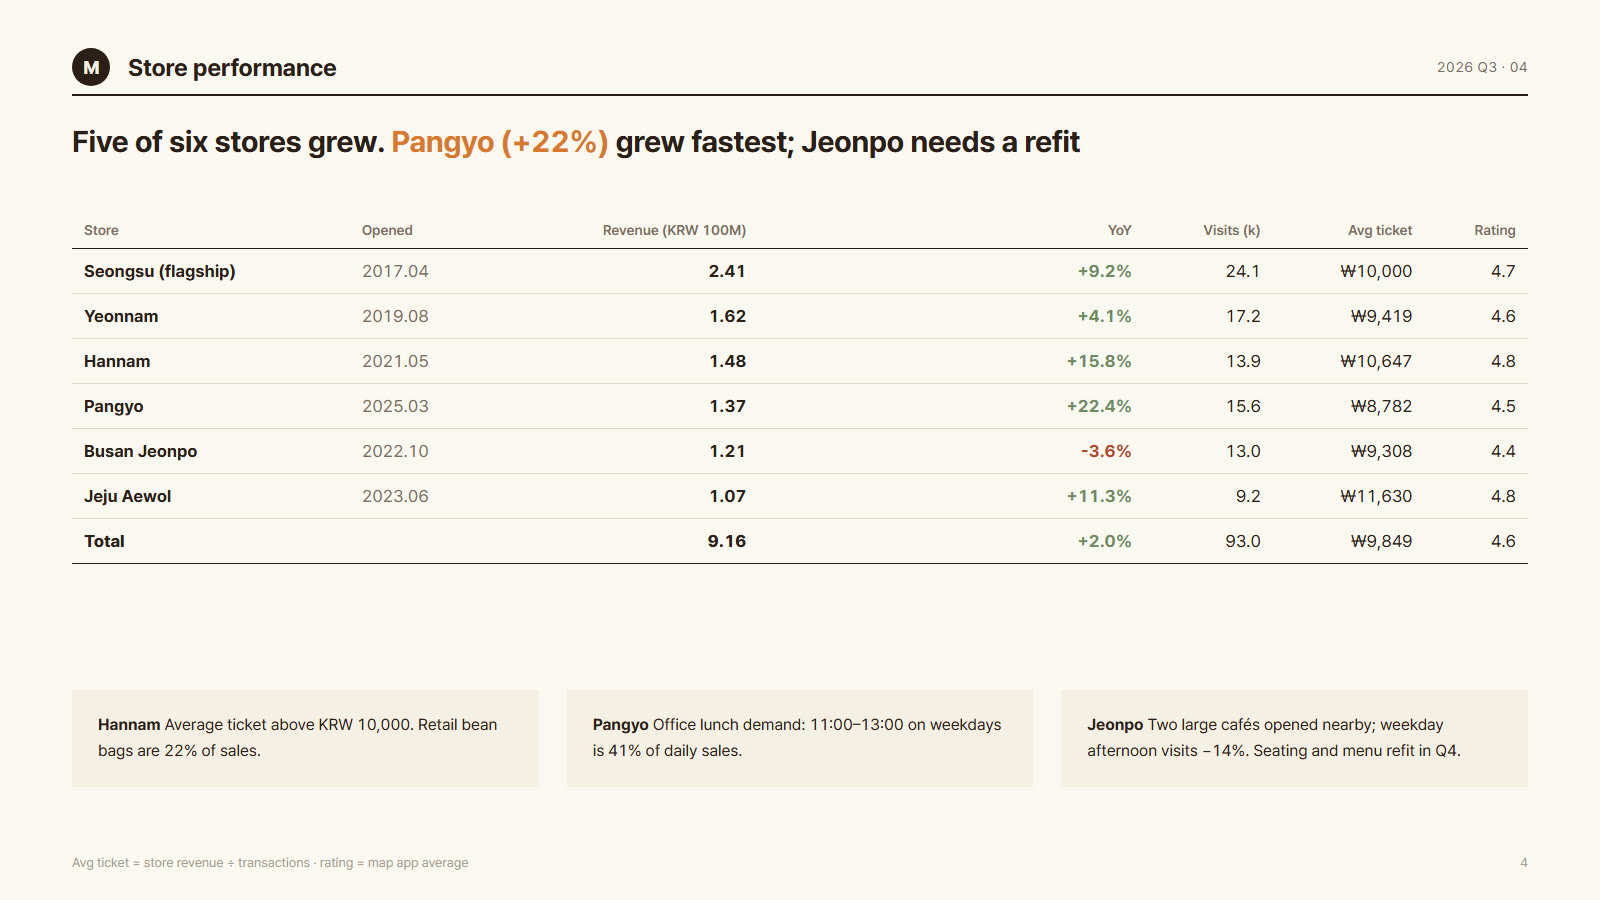 M
Store performance
2026 Q3 · 04
Five of six stores grew. Pangyo (+22%) grew fastest; Jeonpo needs a refit
Store Opened Revenue (KRW 100M) YoY Visits (k) Avg ticket Rating
Seongsu (flagship) 2017.04 2.41 +9.2% 24.1 ₩10,000 4.7
Yeonnam 2019.08 1.62 +4.1% 17.2 ₩9,419 4.6
Hannam 2021.05 1.48 +15.8% 13.9 ₩10,647 4.8
Pangyo 2025.03 1.37 +22.4% 15.6 ₩8,782 4.5
Busan Jeonpo 2022.10 1.21 -3.6% 13.0 ₩9,308 4.4
Jeju Aewol 2023.06 1.07 +11.3% 9.2 ₩11,630 4.8
Total 9.16 +2.0% 93.0 ₩9,849 4.6
Hannam Average ticket above KRW 10,000. Retail bean
bags are 22% of sales.
Pangyo Office lunch demand: 11:00–13:00 on weekdays
is 41% of daily sales.
Jeonpo Two large cafés opened nearby; weekday
afternoon visits −14%. Seating and menu refit in Q4.
Avg ticket = store revenue ÷ transactions · rating = map app average
4